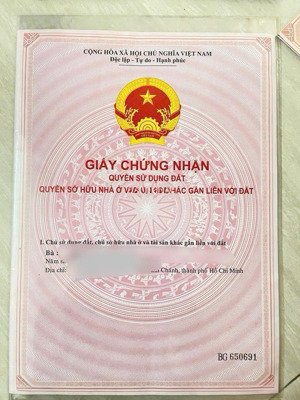 CỘNG HÒA XÃ HỘI CHỦ NGHĨA VIỆT NAM
Độc lập - Tự do - Hạnh phúc
GIẤY CHỨNG NHẬN
QUYỀN SỬ DỤNG ĐẤT
QUYỀN SỞ HỮU NHÀ Ở VÀ KHÁC GẮN LIỀN VỚI ĐẤT
I. Chủ sử dụng đất, chủ sở hữu nhà ở và tài sản khác gắn liền với đất
Bà :
Năm
Địa chỉ: Chánh, thành phố Hồ Chí Minh
BG 650691